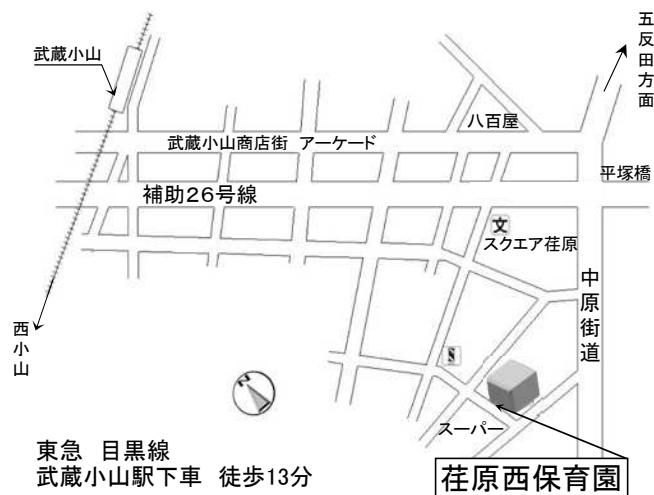 五反田方面
武蔵小山
八百屋
武蔵小山商店街 アーケード
平塚橋
補助26号線
文
スクエア荏原
中原街道
西小山
S
N
スーパー
東急 目黒線
武蔵小山駅下車 徒歩13分
荏原西保育園